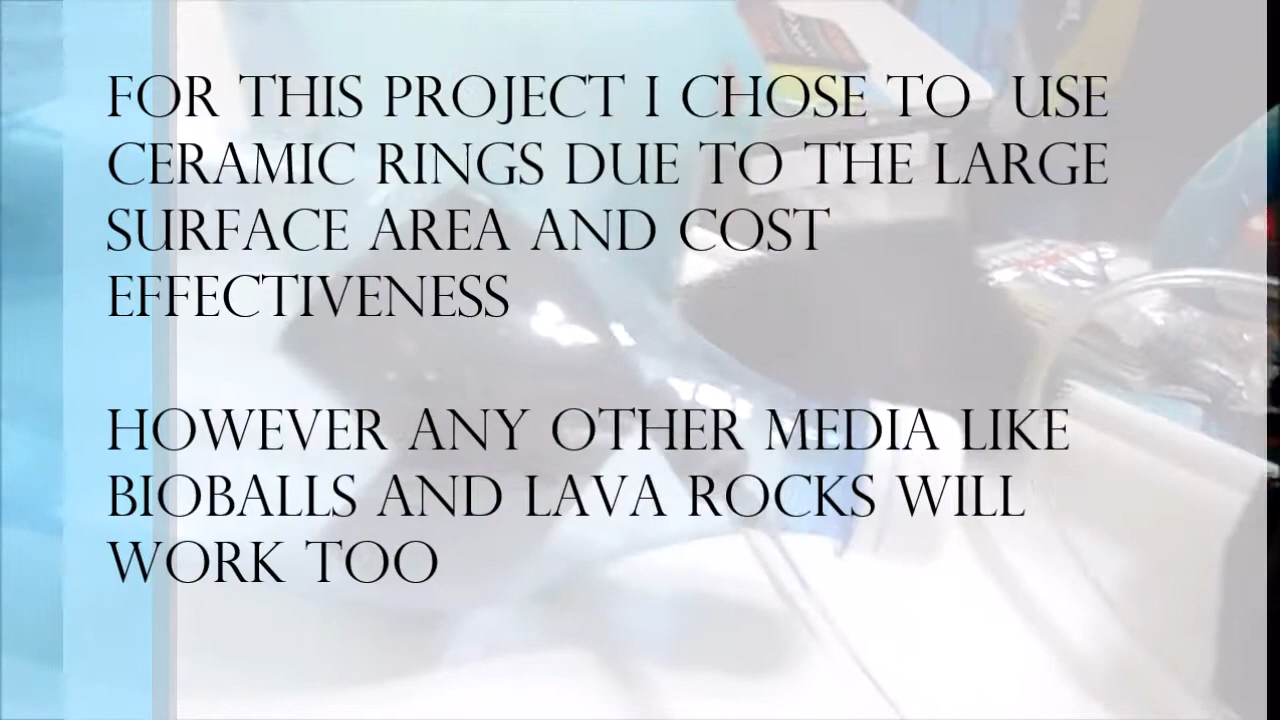 FOR THIS PROJECT I CHOSE TO USE
CERAMIC RINGS DUE TO THE LARGE
SURFACE AREA AND COST
EFFECTIVENESS
HOWEVER ANY OTHER MEDIA LIKE
BIOBALLS AND LAVA ROCKS WILL
WORK TOO